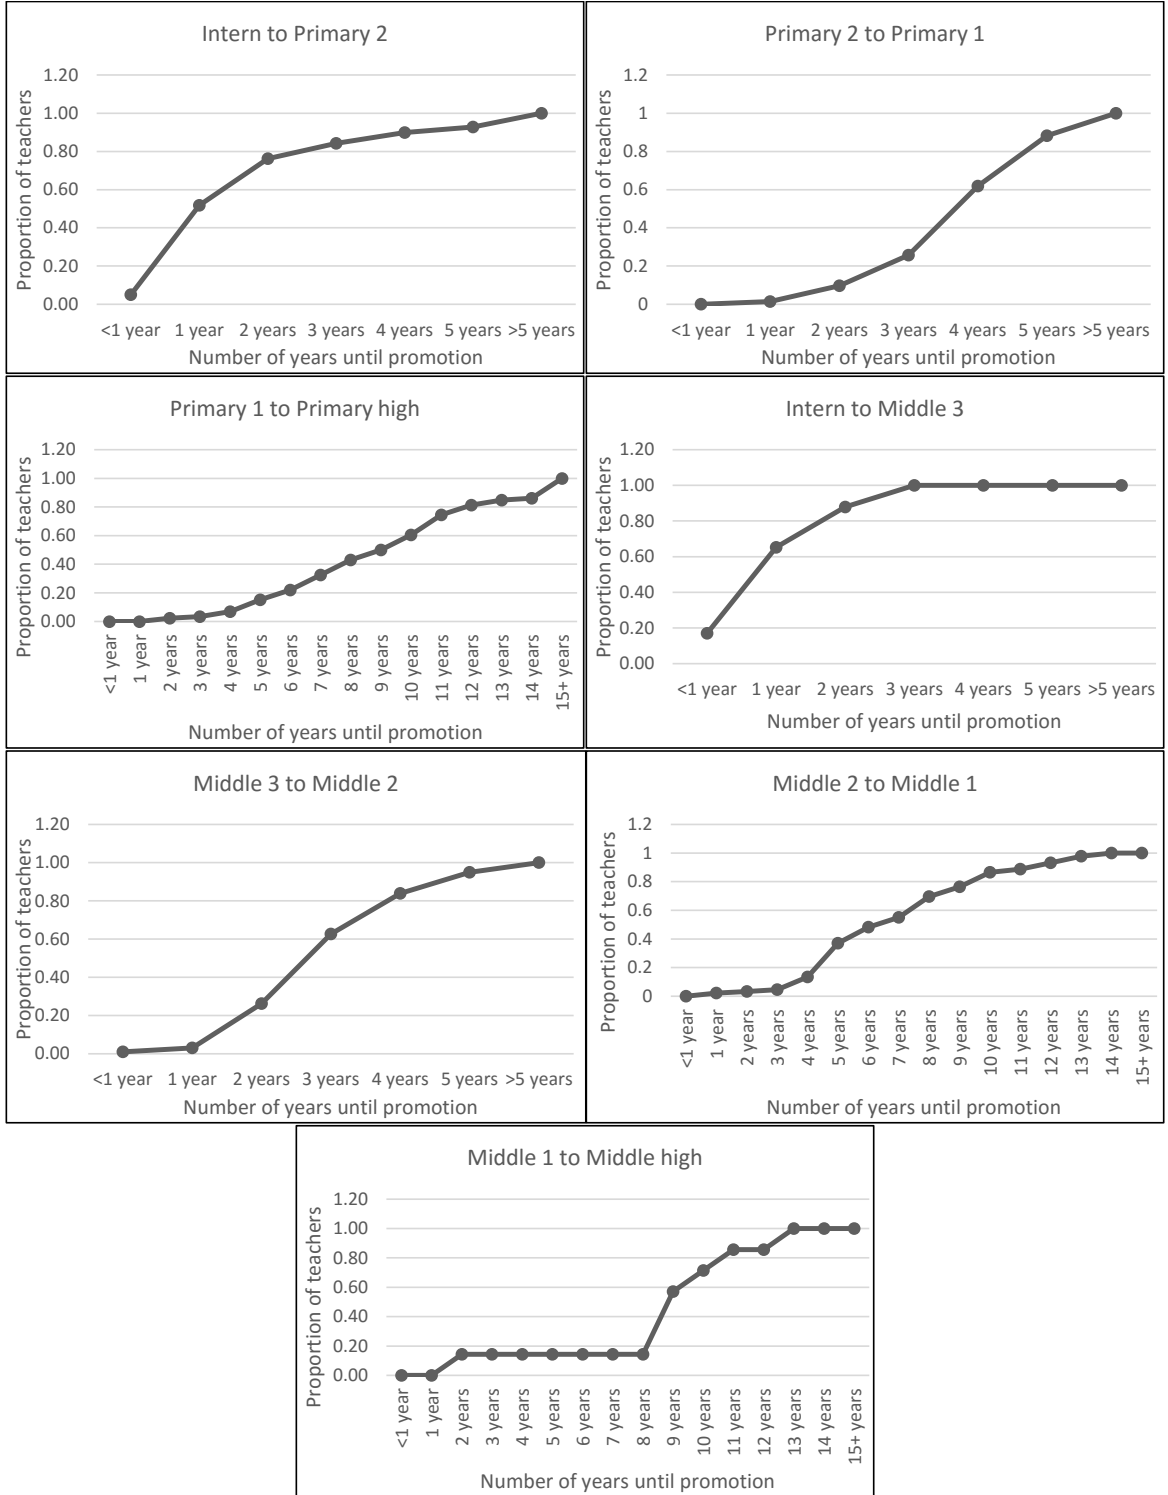 Intern to Primary 2
Proportion of teachers
1.20
1.00
0.80
0.60
0.40
0.20
0.00
<1 year 1 year 2 years 3 years 4 years 5 years >5 years
Number of years until promotion
Primary 2 to Primary 1
Proportion of teachers
1.2
1
0.8
0.6
0.4
0.2
0
<1 year 1 year 2 years 3 years 4 years 5 years >5 years
Number of years until promotion
Primary 1 to Primary high
Proportion of teachers
1.20
1.00
0.80
0.60
0.40
0.20
0.00
<1 year
1 year
2 years
3 years
4 years
5 years
6 years
7 years
8 years
9 years
10 years
11 years
12 years
13 years
14 years
15+ years
Number of years until promotion
Intern to Middle 3
Proportion of teachers
1.20
1.00
0.80
0.60
0.40
0.20
0.00
<1 year 1 year 2 years 3 years 4 years 5 years >5 years
Number of years until promotion
Middle 3 to Middle 2
Proportion of teachers
1.20
1.00
0.80
0.60
0.40
0.20
0.00
<1 year 1 year 2 years 3 years 4 years 5 years >5 years
Number of years until promotion
Middle 2 to Middle 1
Proportion of teachers
1.2
1
0.8
0.6
0.4
0.2
0
<1 year
1 year
2 years
3 years
4 years
5 years
6 years
7 years
8 years
9 years
10 years
11 years
12 years
13 years
14 years
15+ years
Number of years until promotion
Middle 1 to Middle high
Proportion of teachers
1.20
1.00
0.80
0.60
0.40
0.20
0.00
<1 year
1 year
2 years
3 years
4 years
5 years
6 years
7 years
8 years
9 years
10 years
11 years
12 years
13 years
14 years
15+ years
Number of years until promotion